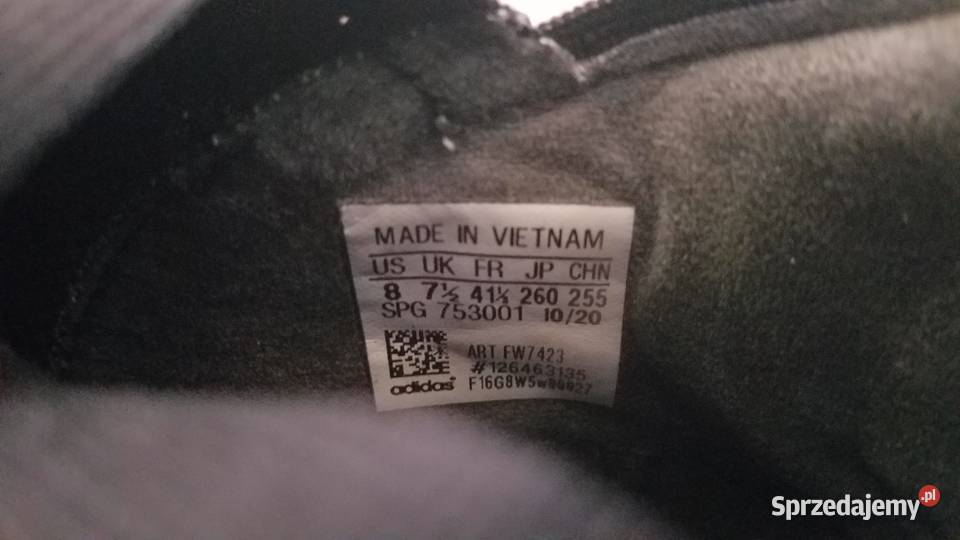 MADE IN VIETNAM
US UK FR JP CHN
8 7½ 41⅓ 260 255
SPG 753001 10/20
ART FW7423
#126463135
adidas
Sprzedajemy.pl